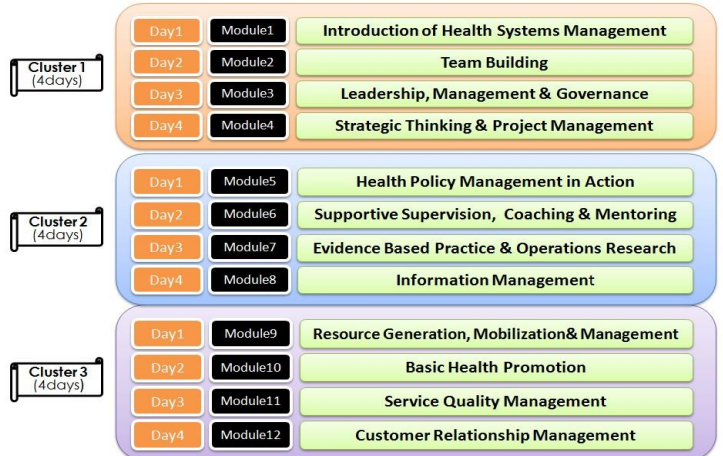 Cluster 1
(4days)
Day1 Module1 Introduction of Health Systems Management
Day2 Module2 Team Building
Day3 Module3 Leadership, Management & Governance
Day4 Module4 Strategic Thinking & Project Management
Cluster 2
(4days)
Day1 Module5 Health Policy Management in Action
Day2 Module6 Supportive Supervision, Coaching & Mentoring
Day3 Module7 Evidence Based Practice & Operations Research
Day4 Module8 Information Management
Cluster 3
(4days)
Day1 Module9 Resource Generation, Mobilization& Management
Day2 Module10 Basic Health Promotion
Day3 Module11 Service Quality Management
Day4 Module12 Customer Relationship Management